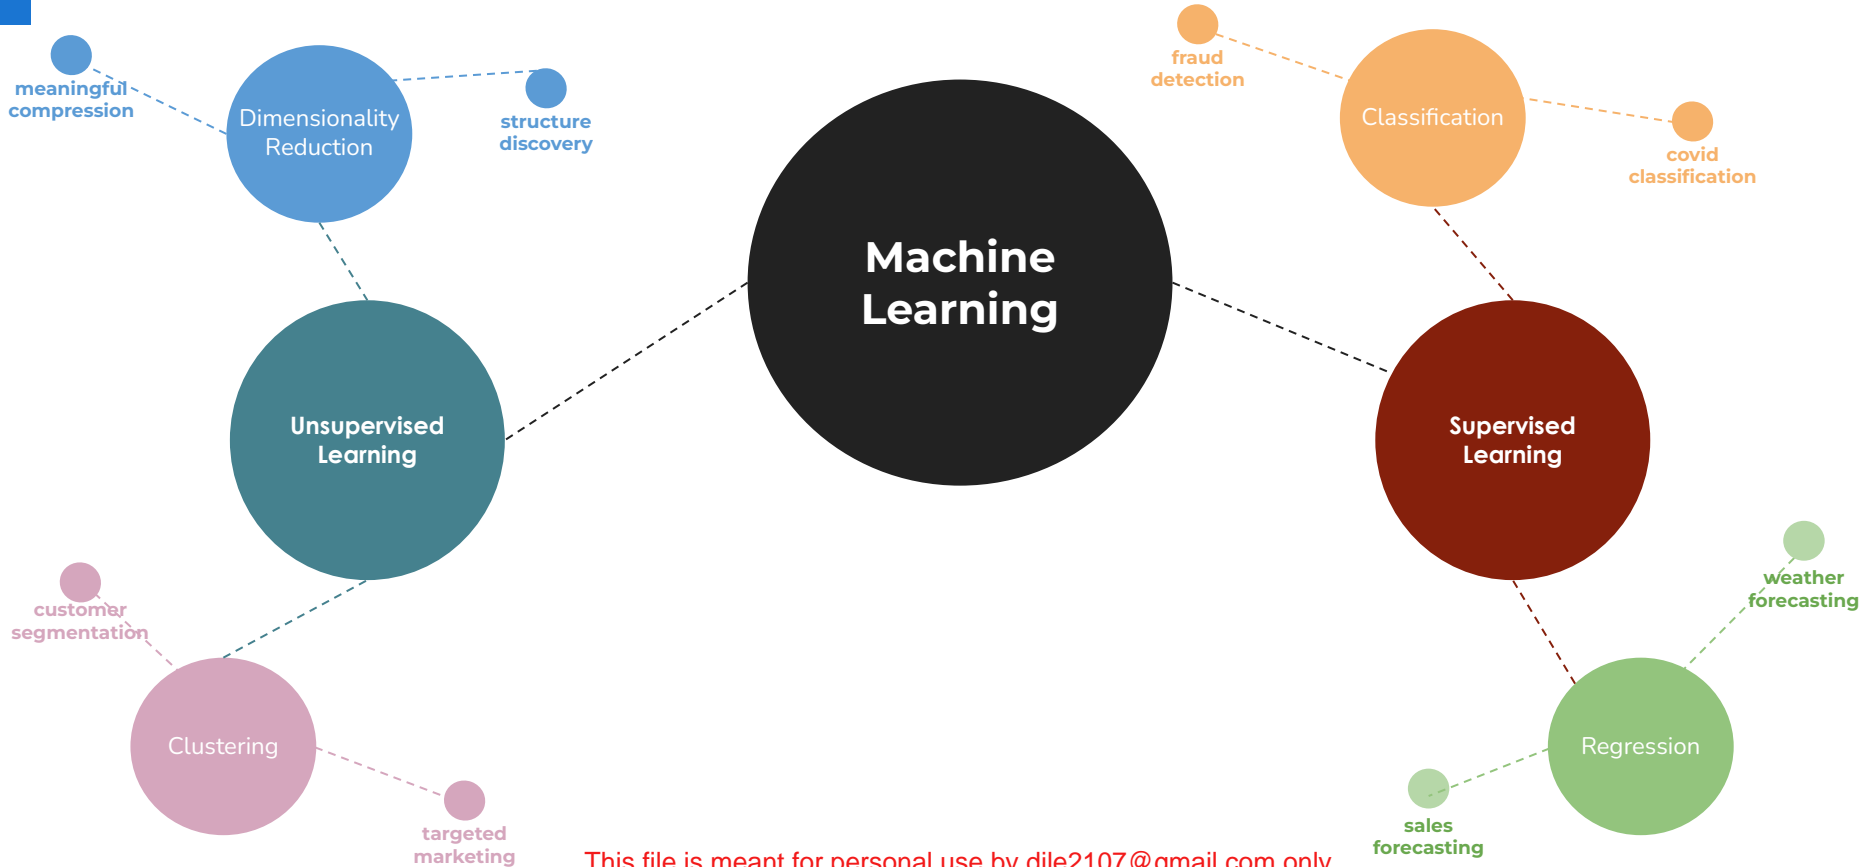 meaningful
compression
Dimensionality
Reduction
structure
discovery
Machine
Learning
fraud
detection
Classification
covid
classification
Unsupervised
Learning
Supervised
Learning
customer
segmentation
Clustering
targeted
marketing
weather
forecasting
Regression
sales
forecasting
This file is meant for personal use by dile2107@gmail.com only.